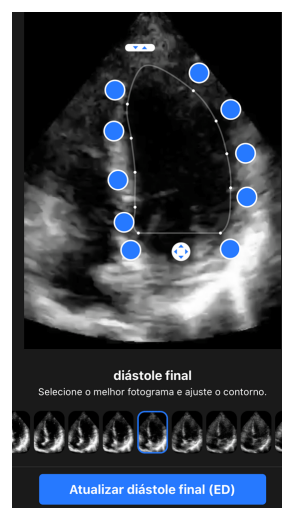 diástole final
Selecione o melhor fotograma e ajuste o contorno.
Atualizar diástole final (ED)